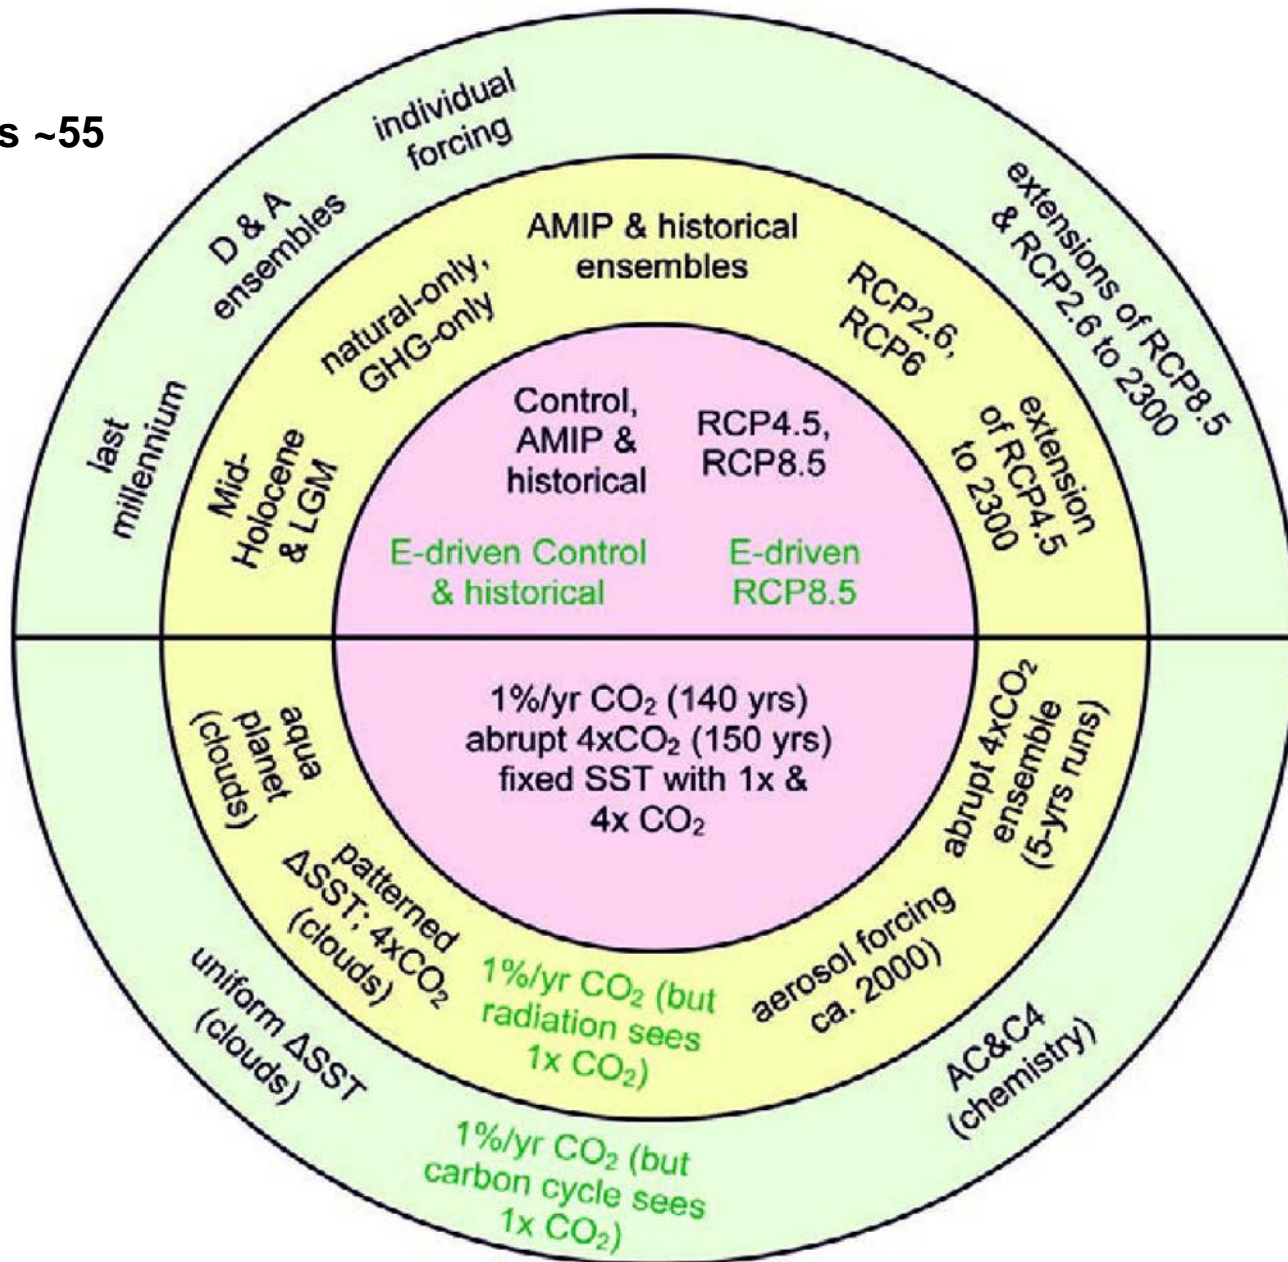 s ~55
individual
forcing
D & A
ensembles
last
millennium
extensions of RCP8.5
& RCP2.6 to 2300
AMIP & historical
ensembles
natural-only,
GHG-only
Mid-
Holocene
& LGM
RCP2.6,
RCP6
extension
of RCP4.5
to 2300
Control,
AMIP &
historical
RCP4.5,
RCP8.5
E-driven Control
& historical
E-driven
RCP8.5
1%/yr CO₂ (140 yrs)
abrupt 4xCO₂ (150 yrs)
fixed SST with 1x &
4x CO₂
aqua
planet
(clouds)
patterned
ΔSST; 4xCO₂
(clouds)
1%/yr CO₂ (but
radiation sees
1x CO₂)
aerosol forcing
ca. 2000)
abrupt 4xCO₂
ensemble
(5-yrs runs)
uniform ΔSST
(clouds)
1%/yr CO₂ (but
carbon cycle sees
1x CO₂)
AC&C4
(chemistry)